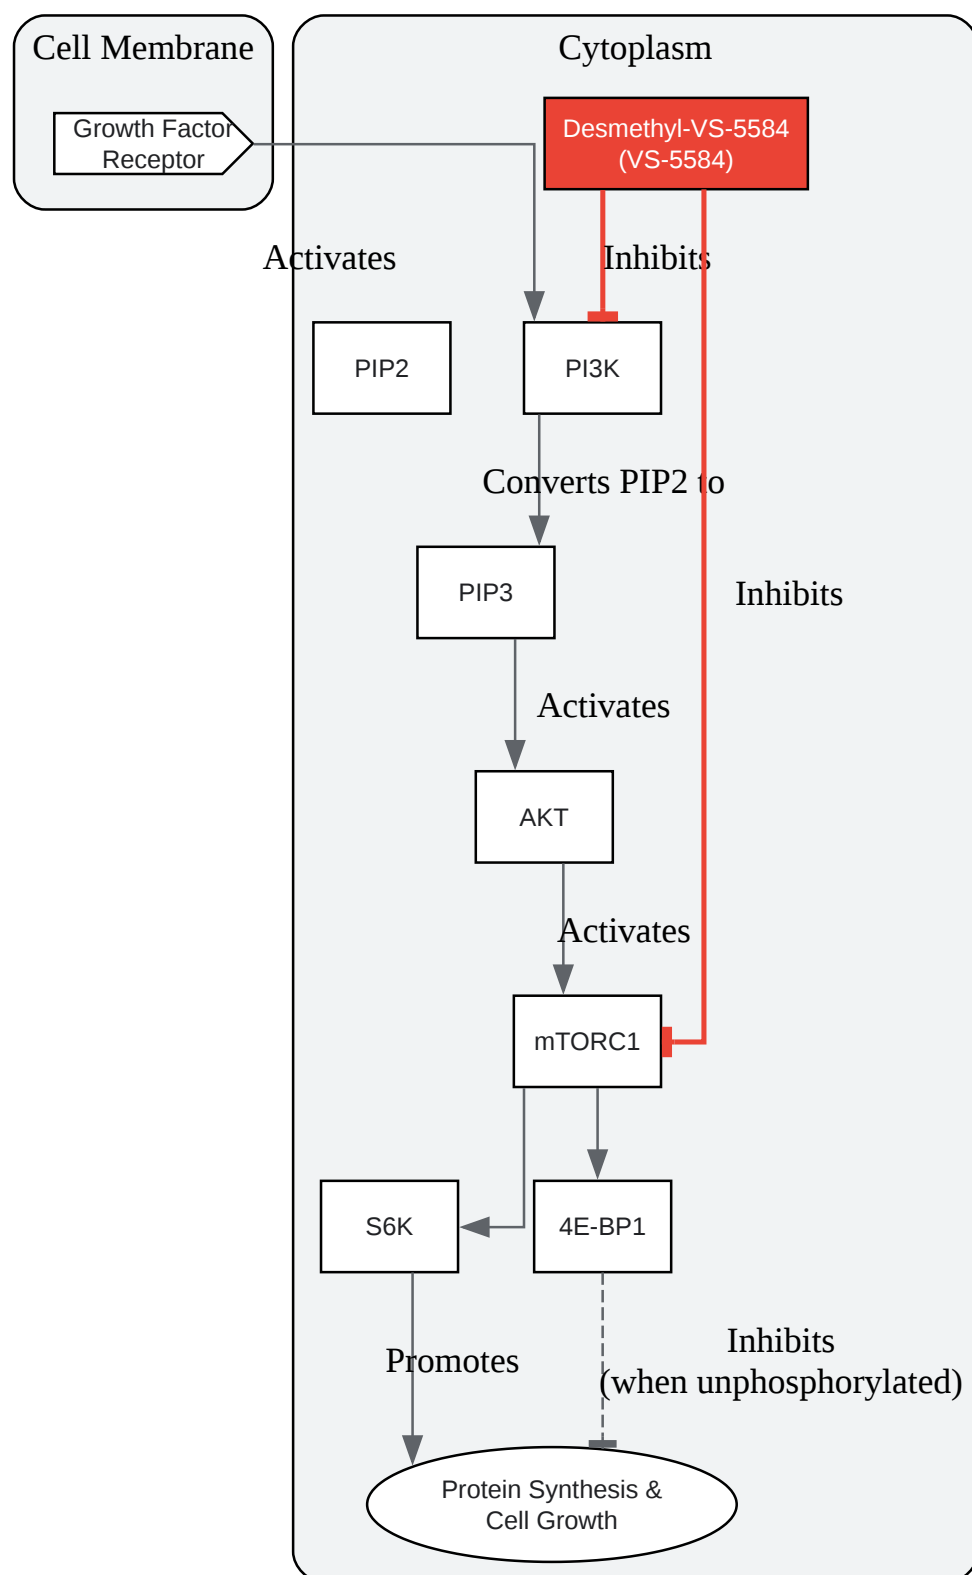 Cell Membrane
Cytoplasm
Growth Factor
Receptor
Desmethyl-VS-5584
(VS-5584)
Activates
Inhibits
PIP2
PI3K
Converts PIP2 to
PIP3
Inhibits
Activates
AKT
Activates
mTORC1
S6K
4E-BP1
Promotes
Inhibits
(when unphosphorylated)
Protein Synthesis &
Cell Growth